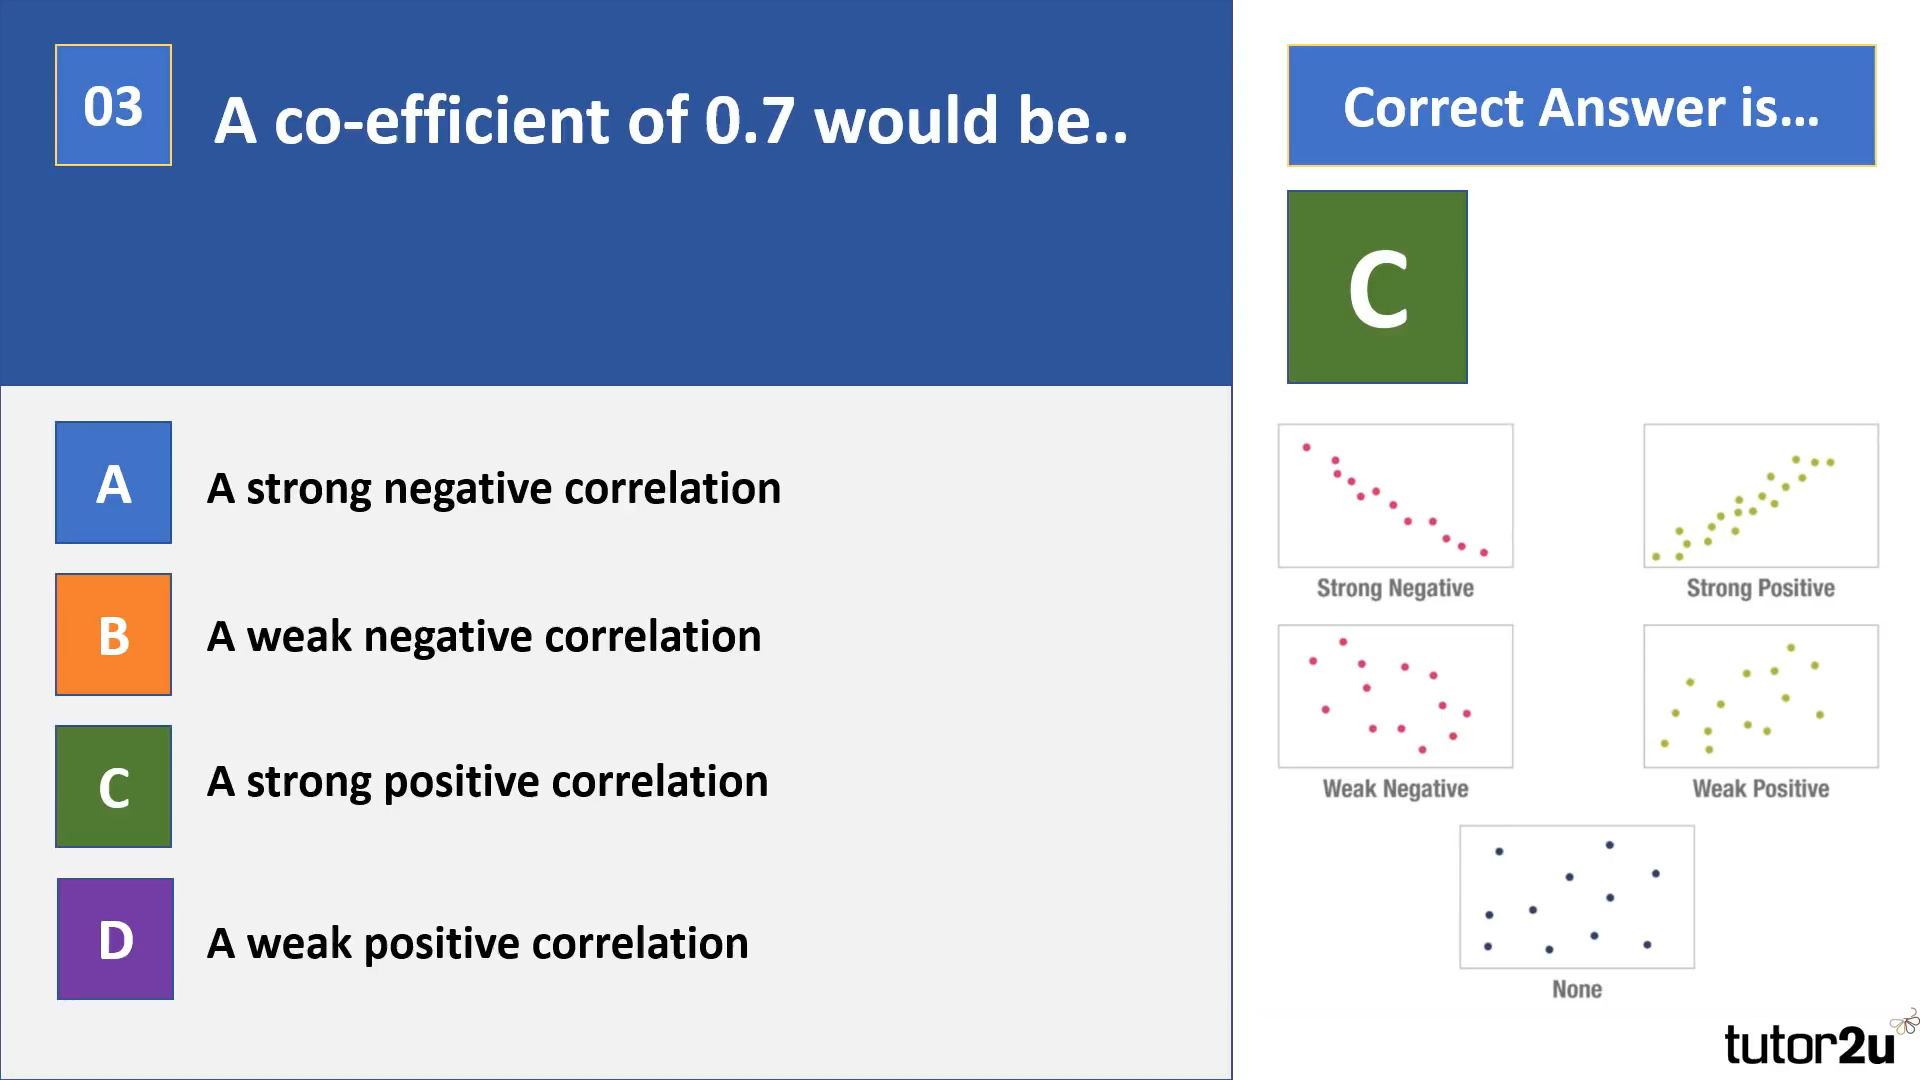 03
A co-efficient of 0.7 would be..
A
A strong negative correlation
B
A weak negative correlation
C
A strong positive correlation
D
A weak positive correlation
Correct Answer is...
C
Strong Negative
Strong Positive
Weak Negative
Weak Positive
None
tutor2u